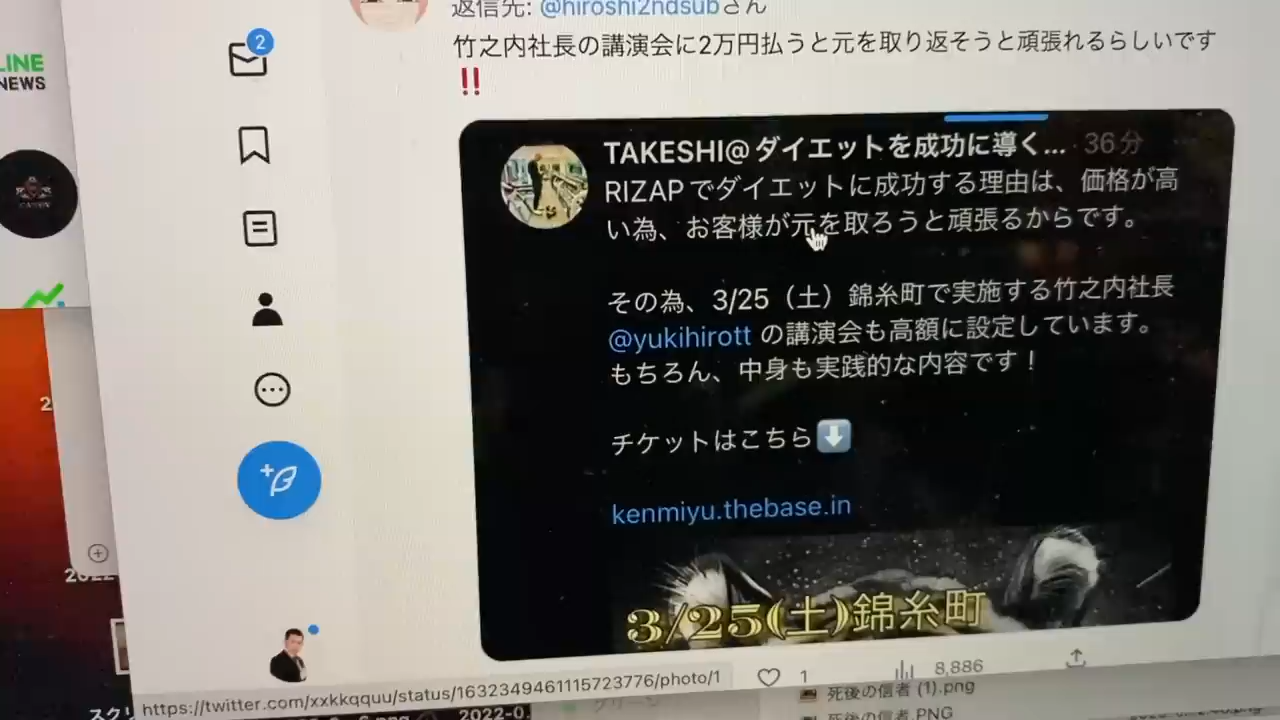 返信先: @hiroshi2ndsubさん
竹之内社長の講演会に2万円払うと元を取り返そうと頑張れるらしいです
‼
2
LINE
NEWS
TAKESHI@ダイエットを成功に導く... · 36分
RIZAPでダイエットに成功する理由は、価格が高
い為、お客様が元を取ろうと頑張るからです。
その為、3/25（土）錦糸町で実施する竹之内社長
@yukihirott の講演会も高額に設定しています。
もちろん、中身も実践的な内容です！
チケットはこちら⬇️
kenmiyu.thebase.in
3/25(土)錦糸町
1
8,886
https://twitter.com/xxkkqquu/status/1632349461115723776/photo/1
死後の信者 (1).png
死後の信者.PNG
2022-0